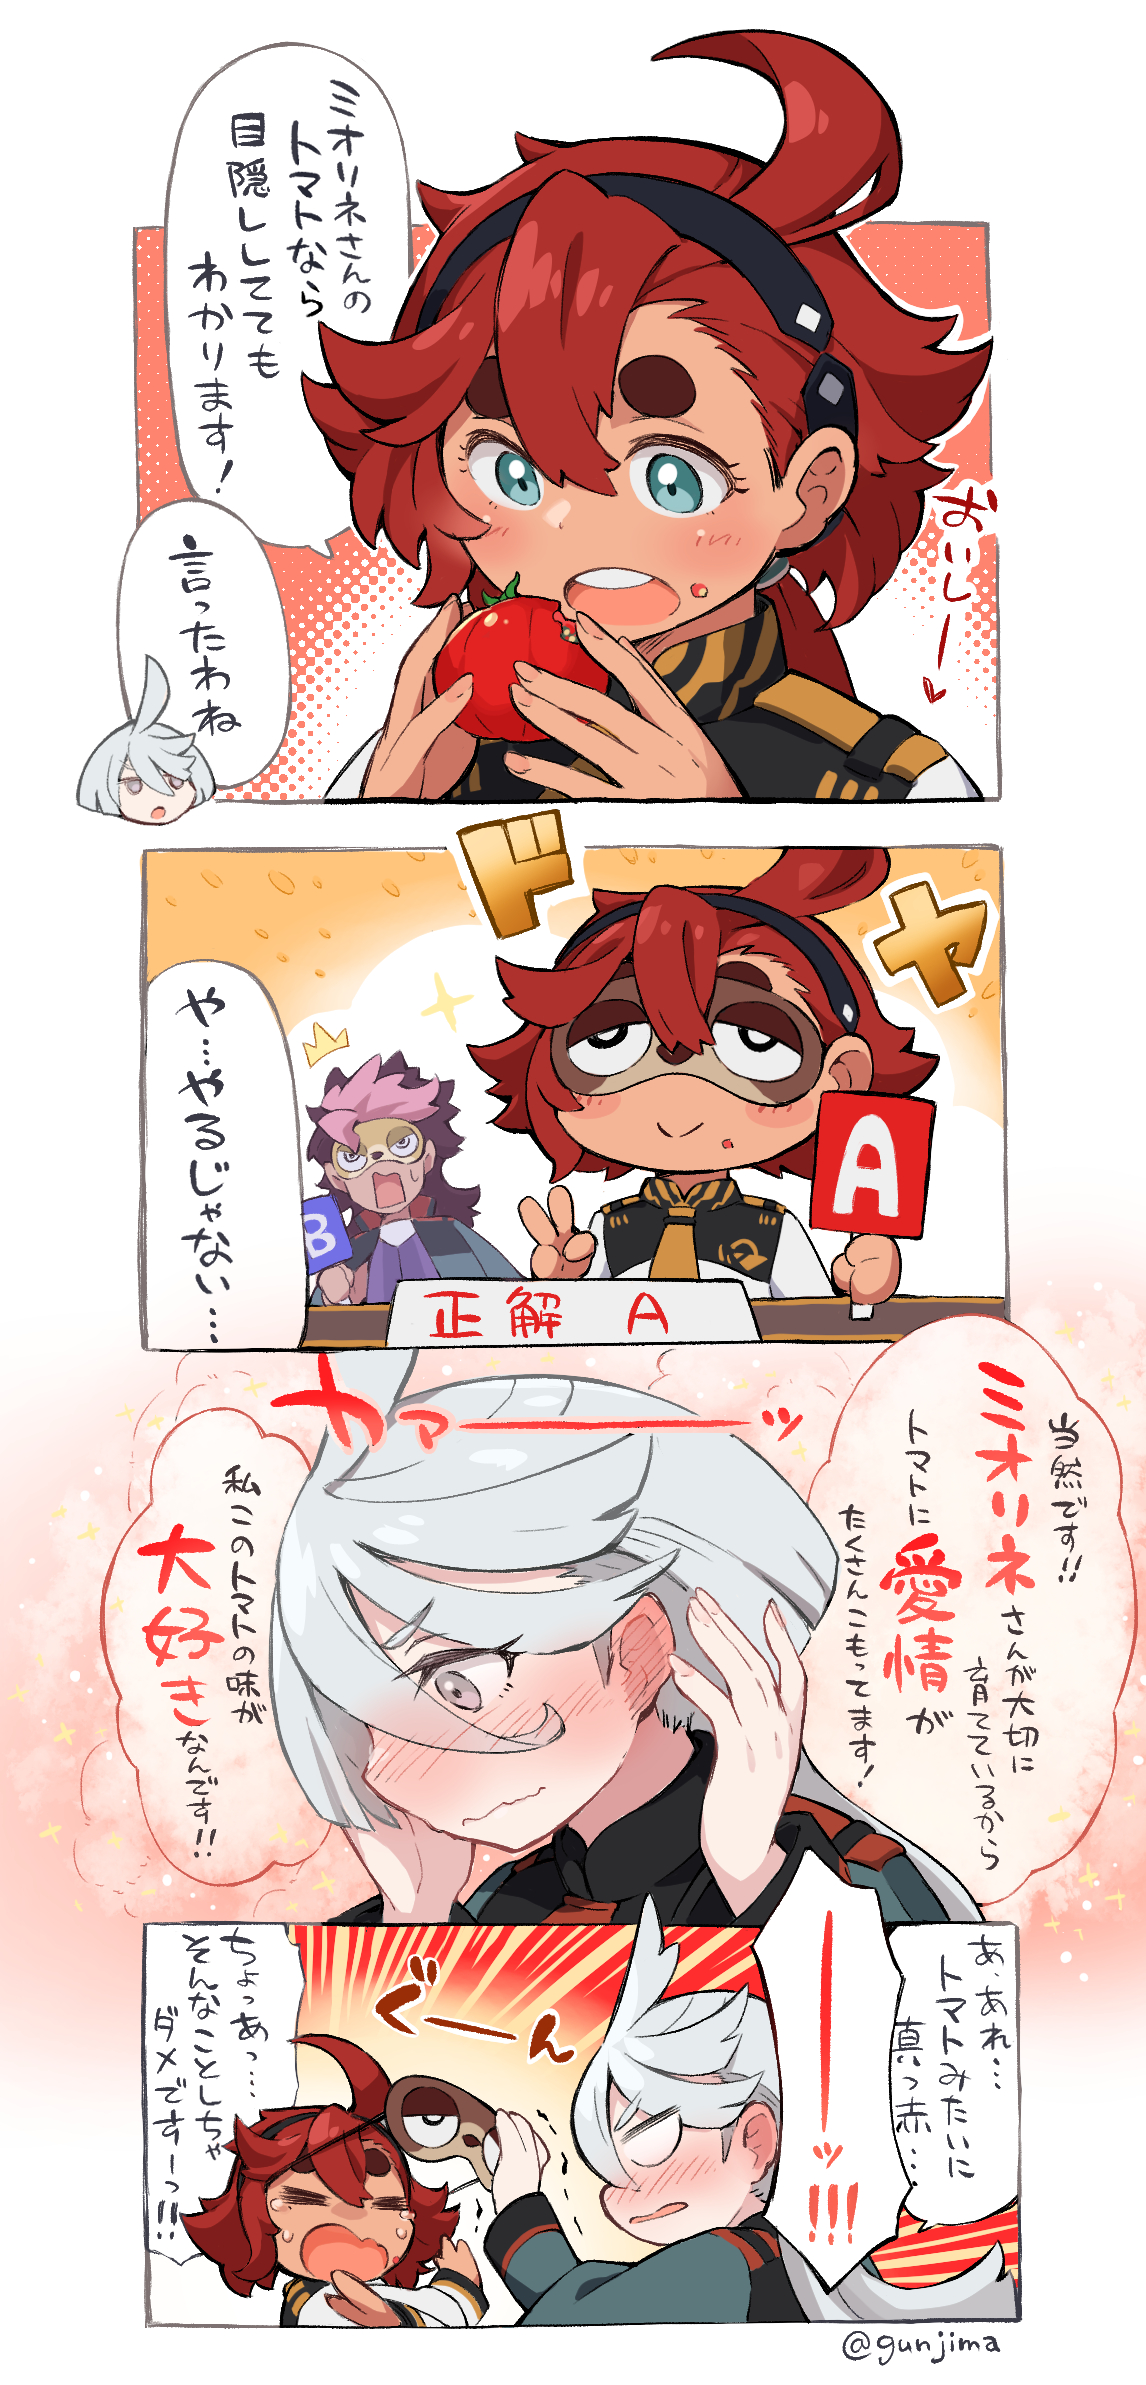 ミオリネさんの
トマトなら
目隠ししてても
わかります!
おいしー♡
言ったわね
ドヤ
や…やるじゃない…
B
A
正解 A
カァーーッ
当然です!!
ミオリネさんが大切に
育てているから
トマトに愛情が
たくさんこもってます!
私このトマトの味が
大好きなんです!!
あ、あれ…
トマトみたいに
真っ赤…
ーーッ!!!
ぐーーん
ちょっあっ…
そんなことしちゃ
ダメですーっ!!
@gunjima